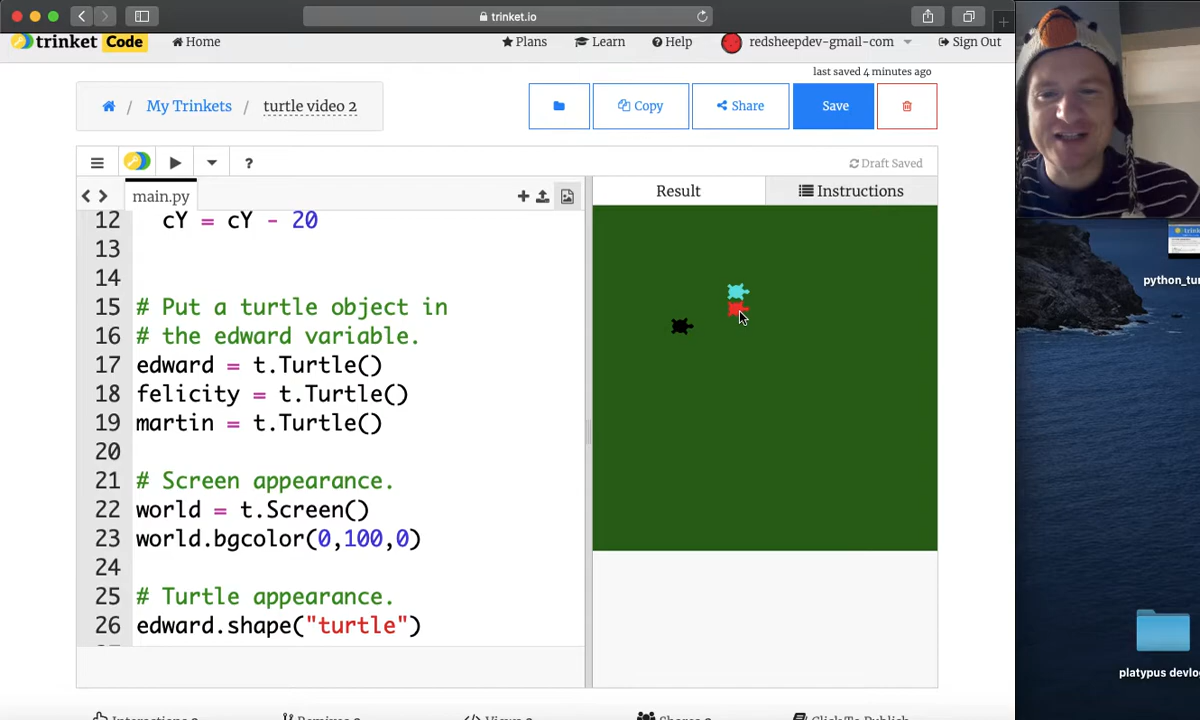 trinket.io
trinket Code Home Plans Learn Help redsheepdev-gmail-com Sign Out
last saved 4 minutes ago
/ My Trinkets / turtle video 2 Copy Share Save
? Draft Saved
main.py Result Instructions
12 cY = cY - 20
13
14
15 # Put a turtle object in
16 # the edward variable.
17 edward = t.Turtle()
18 felicity = t.Turtle()
19 martin = t.Turtle()
20
21 # Screen appearance.
22 world = t.Screen()
23 world.bgcolor(0,100,0)
24
25 # Turtle appearance.
26 edward.shape("turtle")
python_tur
platypus devlo